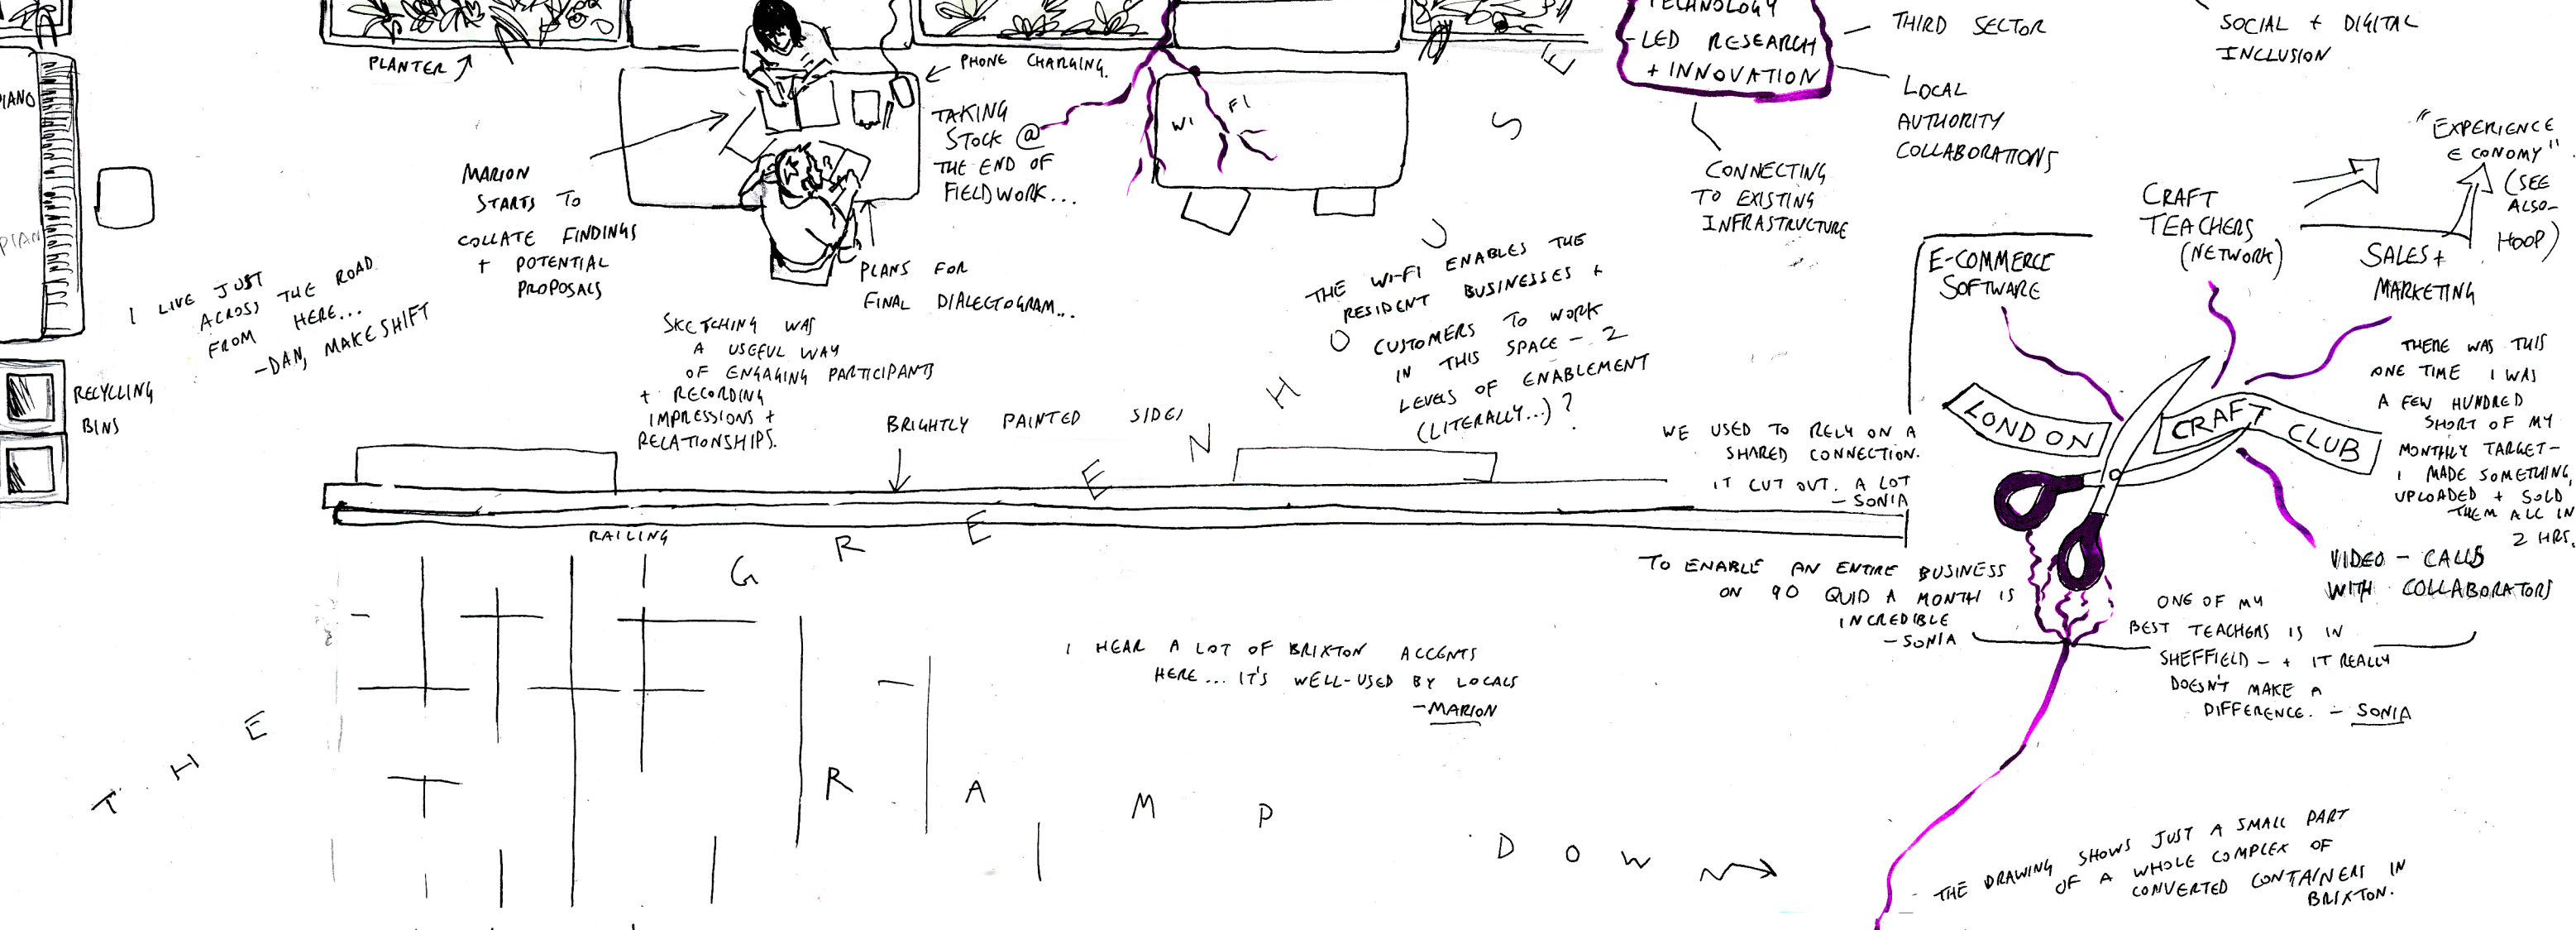 PLANTER
PHONE CHARGING.
TAKING
STOCK @
THE END OF
FIELDWORK...
WI
FI
MARION
STARTS TO
COLLATE FINDINGS
+ POTENTIAL
PROPOSALS
PLANS FOR
FINAL DIALECTOGRAM...
TECHNOLOGY
-LED RESEARCH
+ INNOVATION
THIRD SECTOR
LOCAL
AUTHORITY
COLLABORATIONS
CONNECTING
TO EXISTING
INFRASTRUCTURE
SOCIAL + DIGITAL
INCLUSION
"EXPERIENCE
ECONOMY"
(SEE
ALSO-
HOOP)
CRAFT
TEACHERS
(NETWORK)
E-COMMERCE
SOFTWARE
SALES +
MARKETING
PIANO
PIAN
I LIVE JUST
ACROSS THE ROAD
FROM HERE...
-DAN, MAKESHIFT
RECYCLING
BINS
SKETCHING WAS
A USEFUL WAY
OF ENGAGING PARTICIPANTS
+ RECORDING
IMPRESSIONS +
RELATIONSHIPS.
BRIGHTLY PAINTED SIDES
THE WI-FI ENABLES THE
RESIDENT BUSINESSES +
CUSTOMERS TO WORK
IN THIS SPACE - 2
LEVELS OF ENABLEMENT
(LITERALLY...)?
WE USED TO RELY ON A
SHARED CONNECTION.
IT CUT OUT. A LOT
- SONIA
LONDON CRAFT CLUB
THERE WAS THIS
ONE TIME I WAS
A FEW HUNDRED
SHORT OF MY
MONTHLY TARGET-
I MADE SOMETHING,
UPLOADED + SOLD
THEM ALL IN
2 HRS.
VIDEO - CALLS
WITH COLLABORATORS
RAILING
THE GREENHOUSE
TO ENABLE AN ENTIRE BUSINESS
ON 90 QUID A MONTH IS
INCREDIBLE
- SONIA
ONE OF MY
BEST TEACHERS IS IN
SHEFFIELD - + IT REALLY
DOESN'T MAKE A
DIFFERENCE. - SONIA
I HEAR A LOT OF BRIXTON ACCENTS
HERE... IT'S WELL-USED BY LOCALS
- MARION
RAMP DOWN
THE DRAWING SHOWS JUST A SMALL PART
OF A WHOLE COMPLEX OF
CONVERTED CONTAINERS IN
BRIXTON.